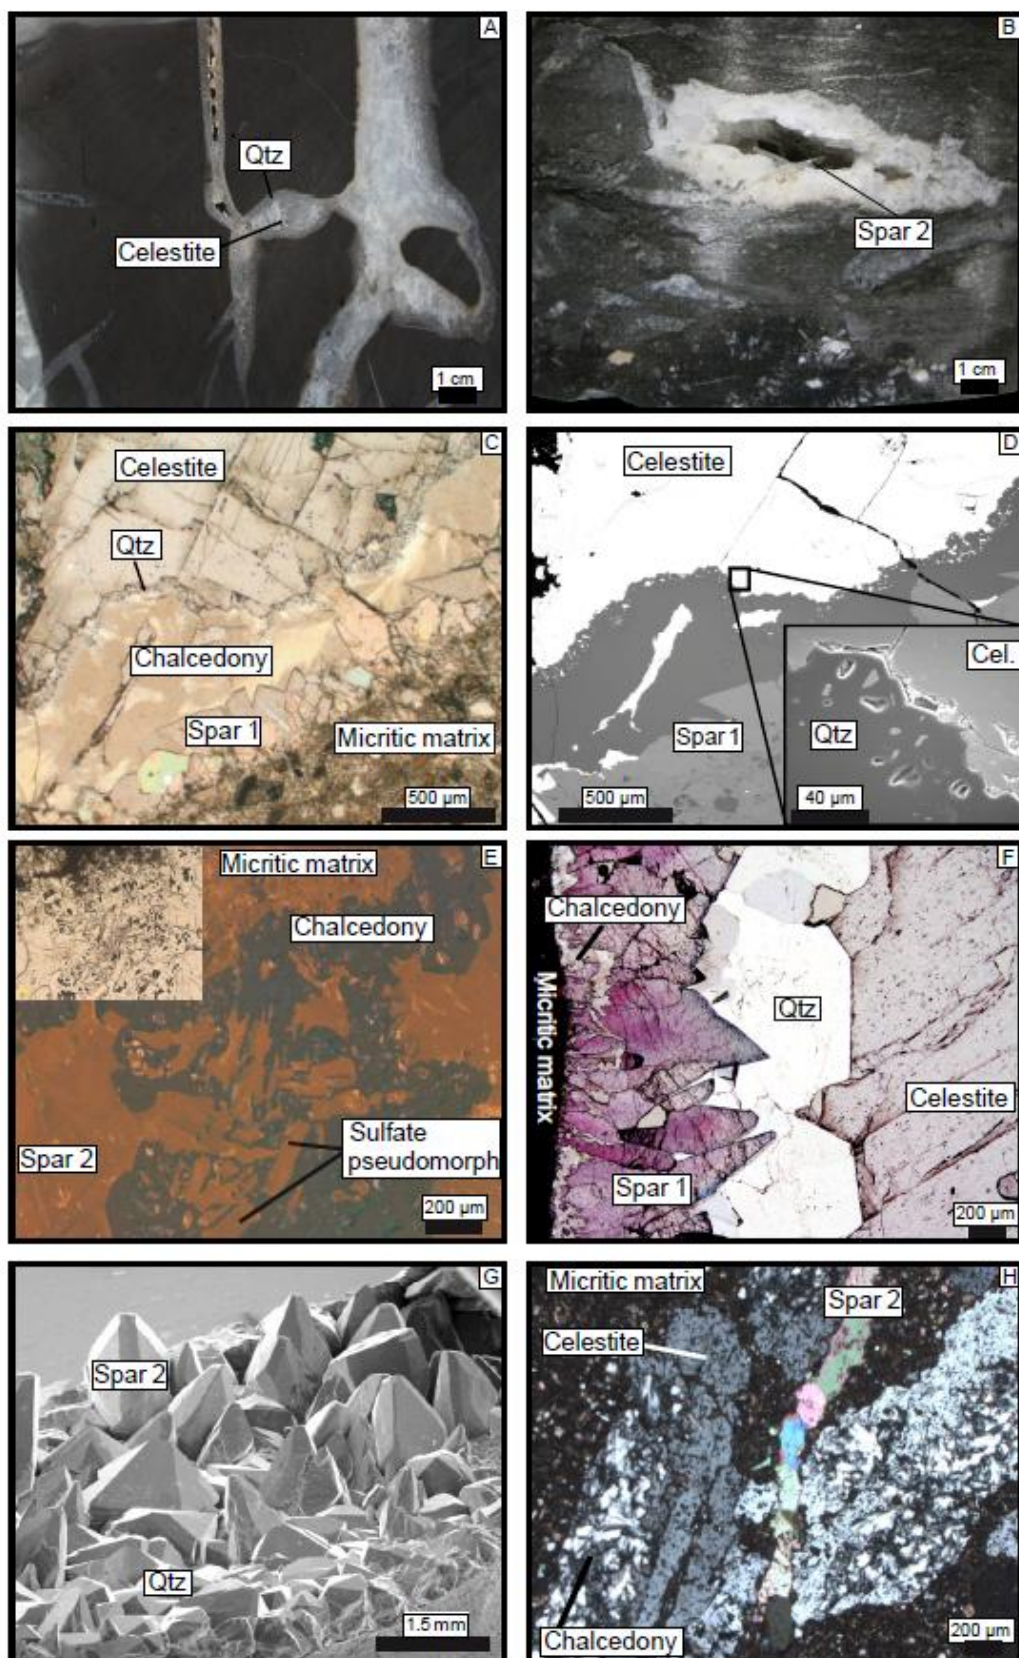 A
Qtz
Celestite
1 cm
B
Spar 2
1 cm
C
Celestite
Qtz
Chalcedony
Spar 1
Micritic matrix
500 µm
D
Celestite
Cel.
Qtz
Spar 1
500 µm
40 µm
E
Micritic matrix
Chalcedony
Sulfate
pseudomorph
Spar 2
200 µm
F
Chalcedony
Micritic matrix
Qtz
Celestite
Spar 1
200 µm
G
Spar 2
Qtz
1.5 mm
H
Micritic matrix
Spar 2
Celestite
Chalcedony
200 µm